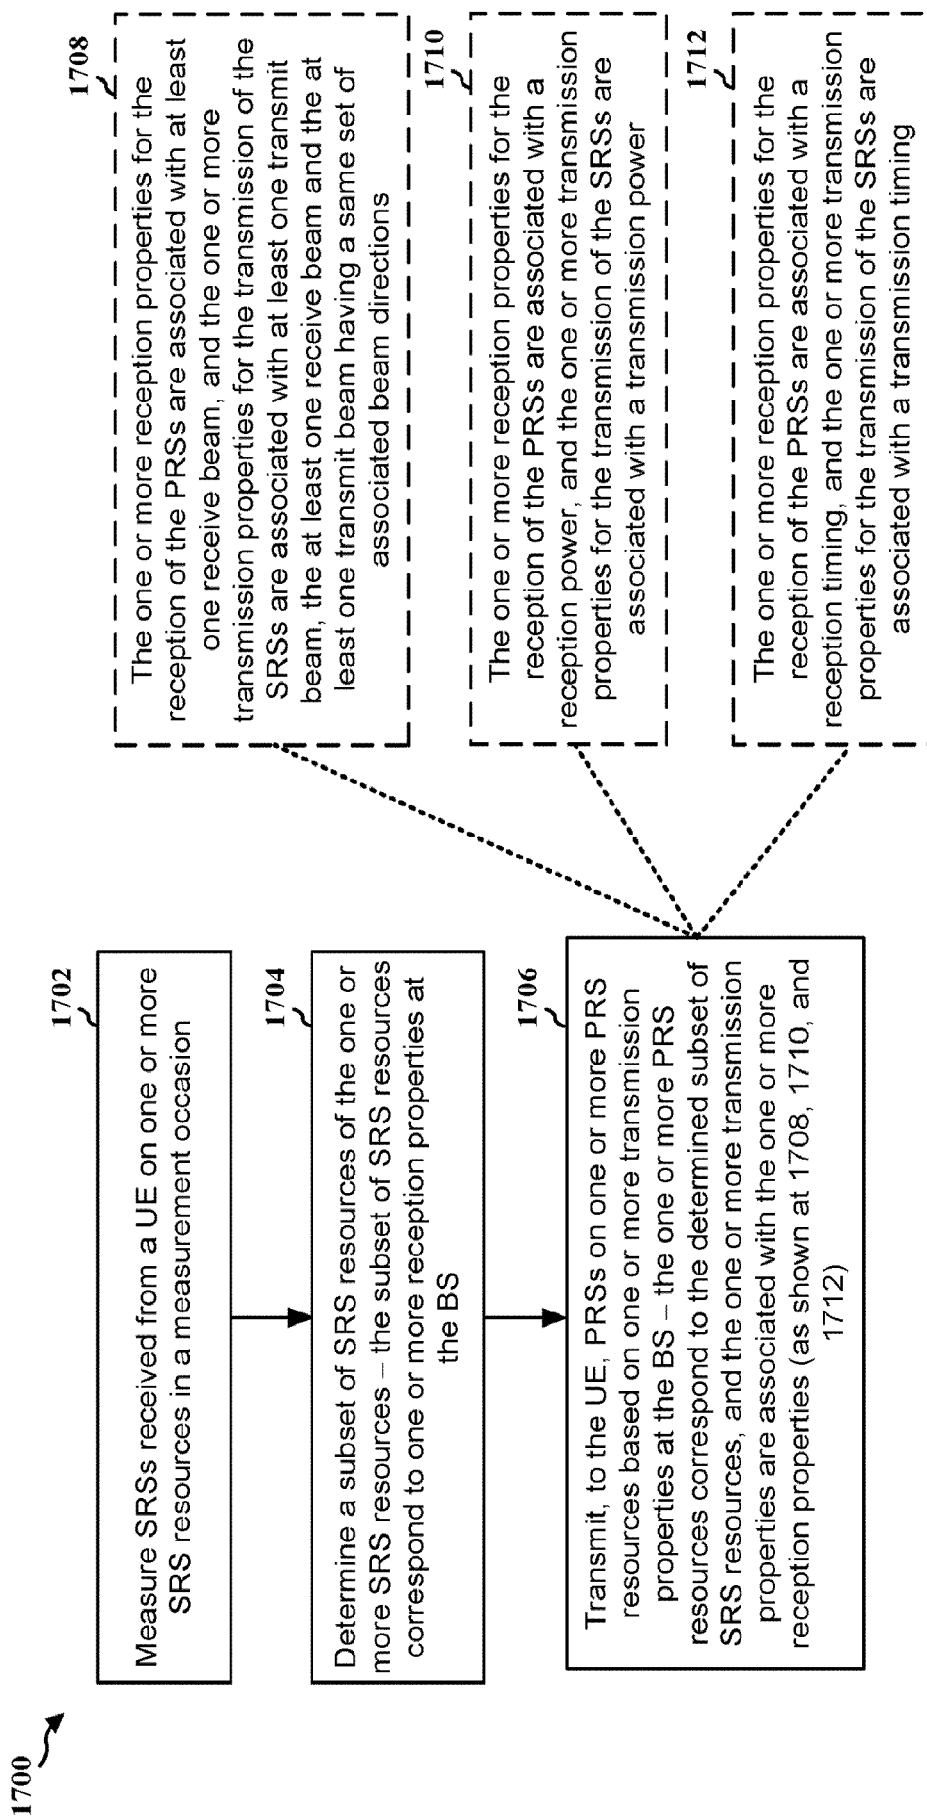 1700
1702
Measure SRSs received from a UE on one or more
SRS resources in a measurement occasion
1704
Determine a subset of SRS resources of the one or
more SRS resources – the subset of SRS resources
correspond to one or more reception properties at
the BS
1706
Transmit, to the UE, PRSs on one or more PRS
resources based on one or more transmission
properties at the BS – the one or more PRS
resources correspond to the determined subset of
SRS resources, and the one or more transmission
properties are associated with the one or more
reception properties (as shown at 1708, 1710, and
1712)
1708
The one or more reception properties for the
reception of the PRSs are associated with at least
one receive beam, and the one or more
transmission properties for the transmission of the
SRSs are associated with at least one transmit
beam, the at least one receive beam and the at
least one transmit beam having a same set of
associated beam directions
1710
The one or more reception properties for the
reception of the PRSs are associated with a
reception power, and the one or more transmission
properties for the transmission of the SRSs are
associated with a transmission power
1712
The one or more reception properties for the
reception of the PRSs are associated with a
reception timing, and the one or more transmission
properties for the transmission of the SRSs are
associated with a transmission timing